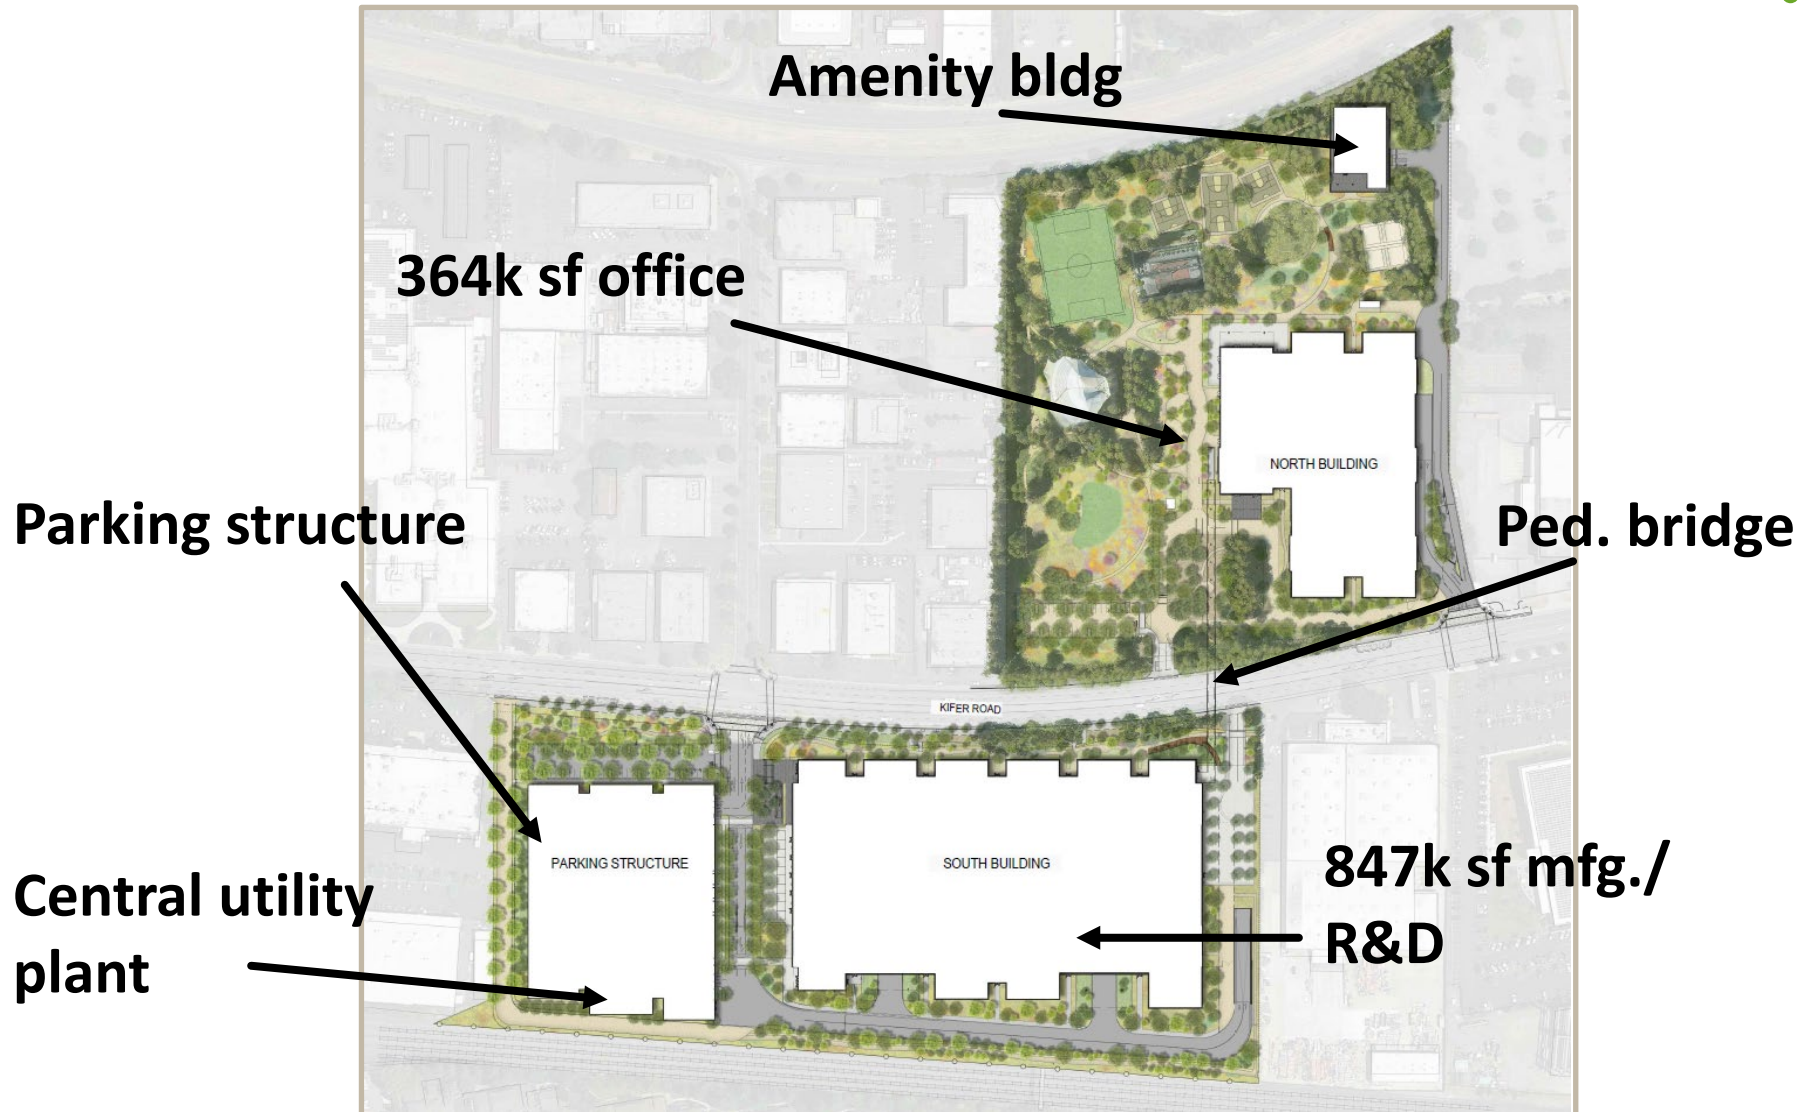 Amenity bldg
364k sf office
NORTH BUILDING
Parking structure
Ped. bridge
KIFER ROAD
PARKING STRUCTURE
SOUTH BUILDING
847k sf mfg./
R&D
Central utility
plant